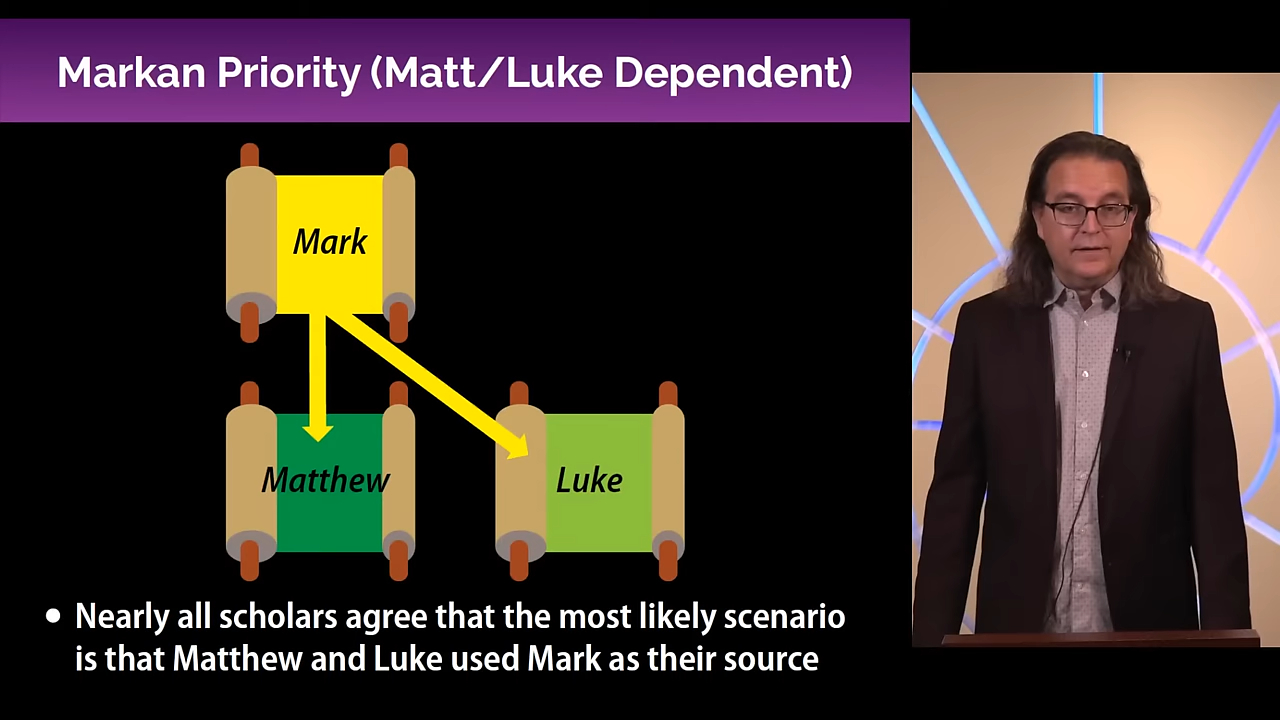 Markan Priority (Matt/Luke Dependent)
Mark
Matthew
Luke
• Nearly all scholars agree that the most likely scenario
is that Matthew and Luke used Mark as their source